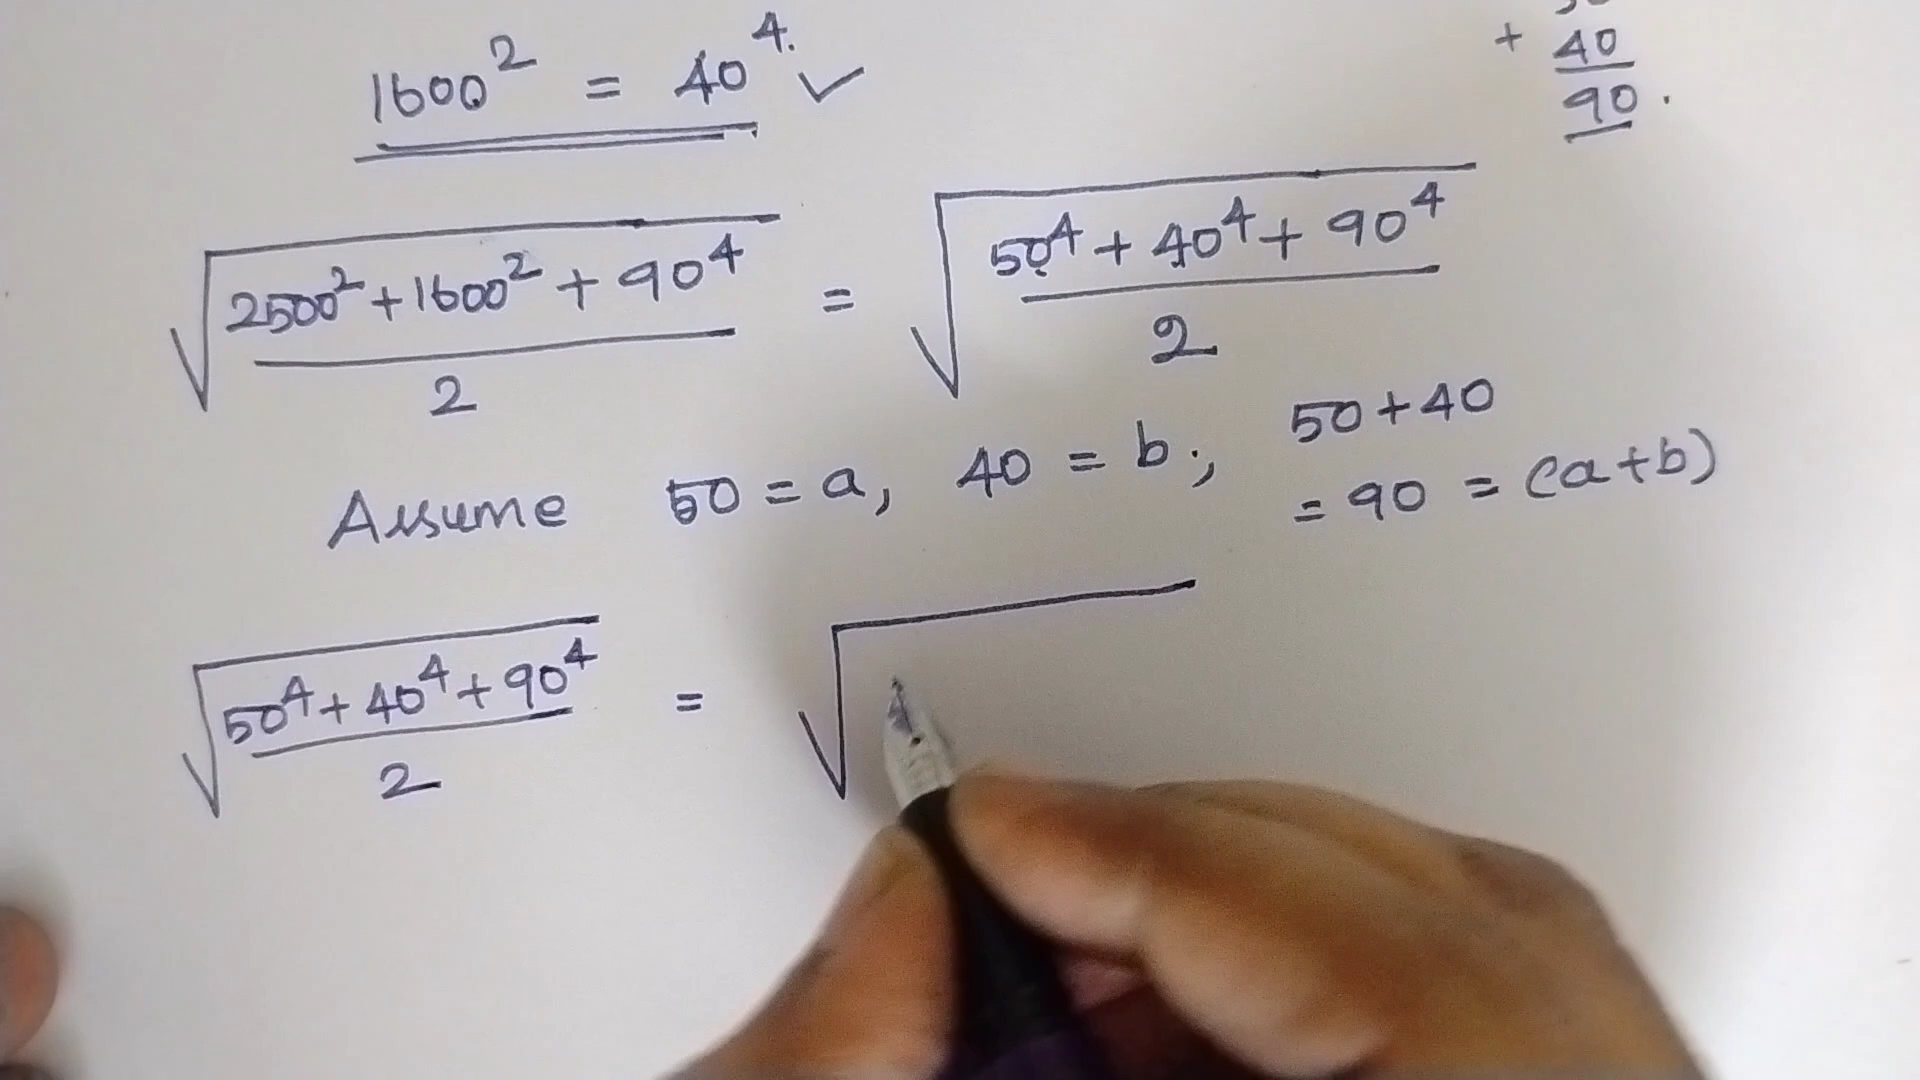 1600² = 40⁴. ✓
+ 40
90.
√((2500² + 1600² + 90⁴)/2) = √((50⁴ + 40⁴ + 90⁴)/2)
Assume 50 = a, 40 = b; 50 + 40
= 90 = (a+b)
√((50⁴ + 40⁴ + 90⁴)/2) = √